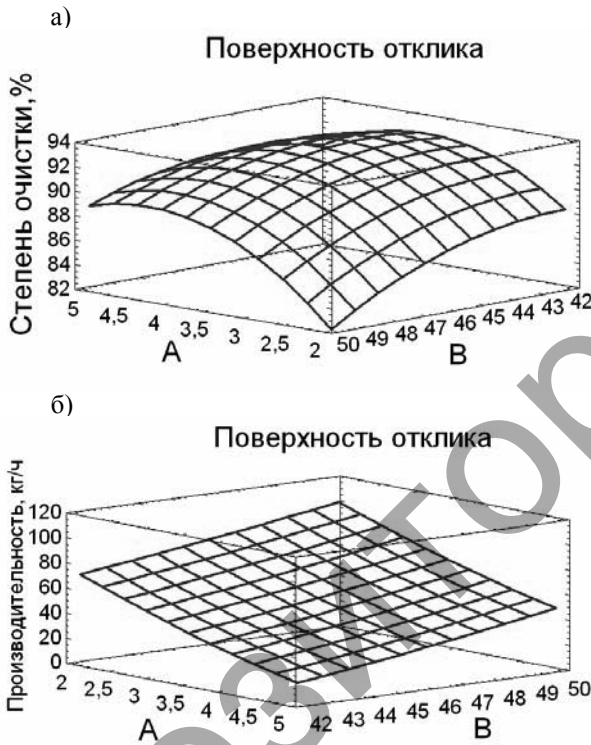 а)
Поверхность отклика
Степень очистки,%
94
92
90
88
86
84
82
5 4,5 4 3,5 3 2,5 2
50 49 48 47 46 45 44 43 42
A
B
б)
Поверхность отклика
Производительность, кг/ч
120
100
80
60
40
20
0
2 2,5 3 3,5 4 4,5 5
42 43 44 45 46 47 48 49 50
A
B
зитор